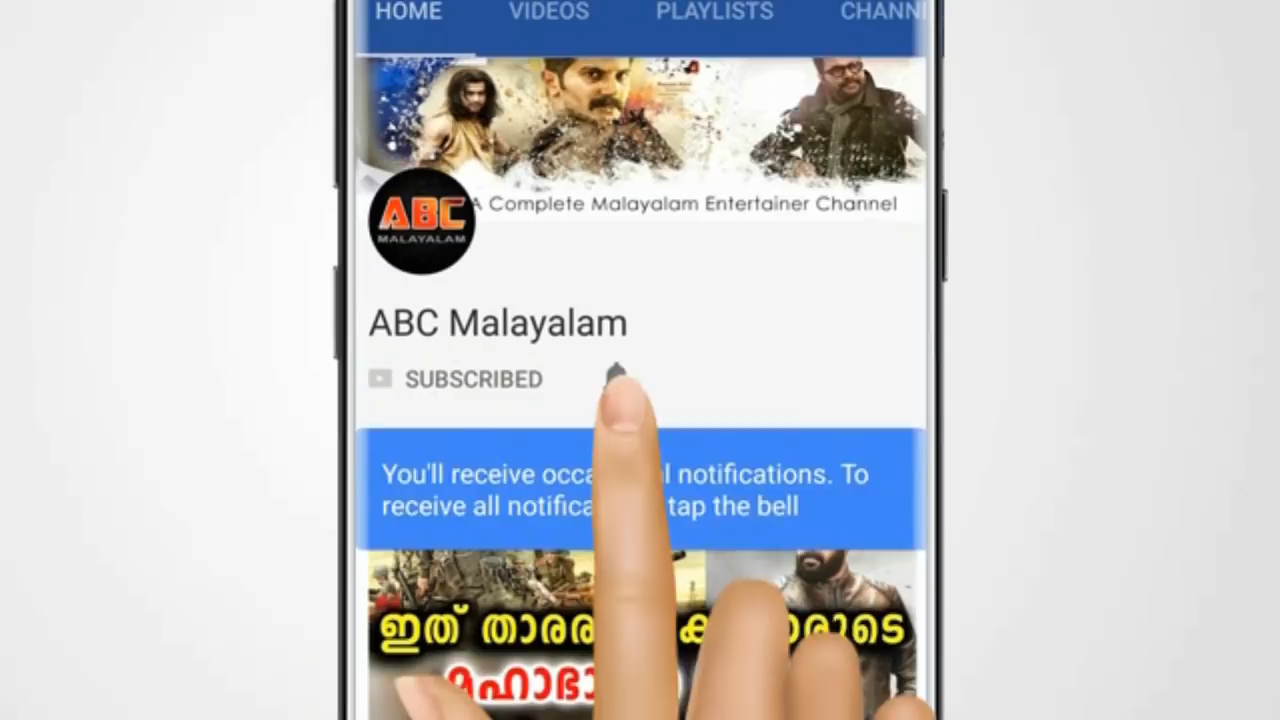 HOME VIDEOS PLAYLISTS CHANN
A Complete Malayalam Entertainer Channel
ABC
MALAYALAM
ABC Malayalam
SUBSCRIBED
You'll receive occa l notifications. To
receive all notifica tap the bell
ഇത്